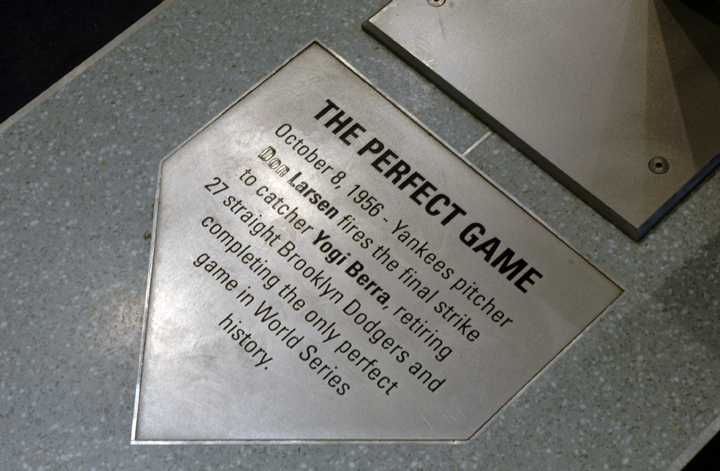 THE PERFECT GAME
October 8, 1956 - Yankees pitcher
Don Larsen fires the final strike
to catcher Yogi Berra, retiring
27 straight Brooklyn Dodgers and
completing the only perfect
game in World Series
history.